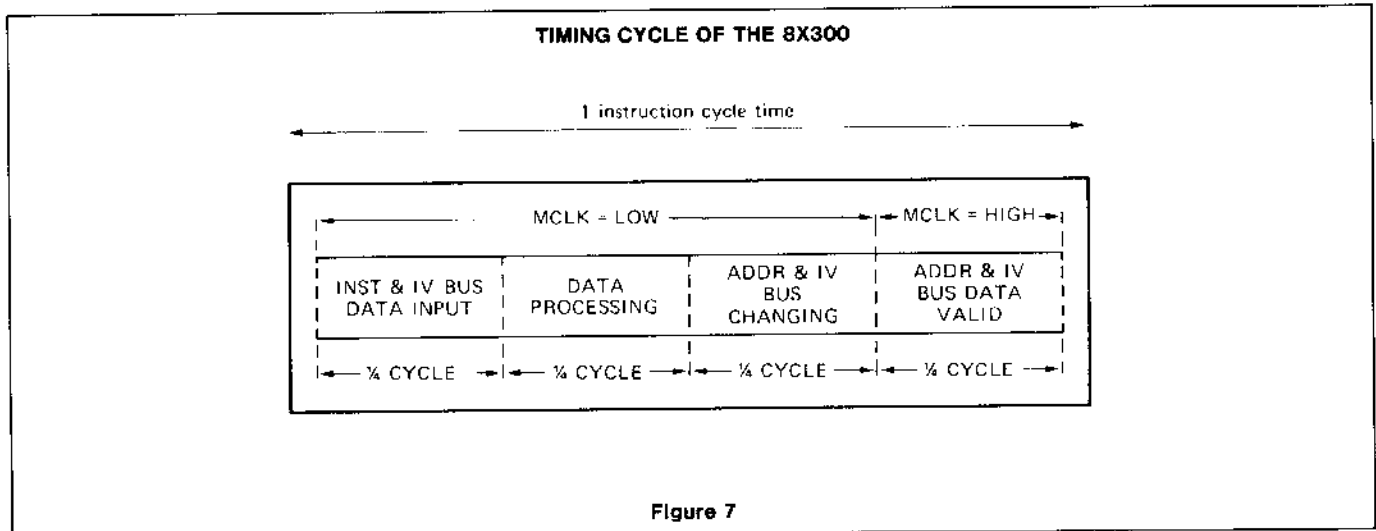 TIMING CYCLE OF THE 8X300
1 instruction cycle time
MCLK = LOW
MCLK = HIGH
INST & IV BUS
DATA INPUT
DATA
PROCESSING
ADDR & IV
BUS
CHANGING
ADDR & IV
BUS DATA
VALID
¼ CYCLE
¼ CYCLE
¼ CYCLE
¼ CYCLE
Figure 7